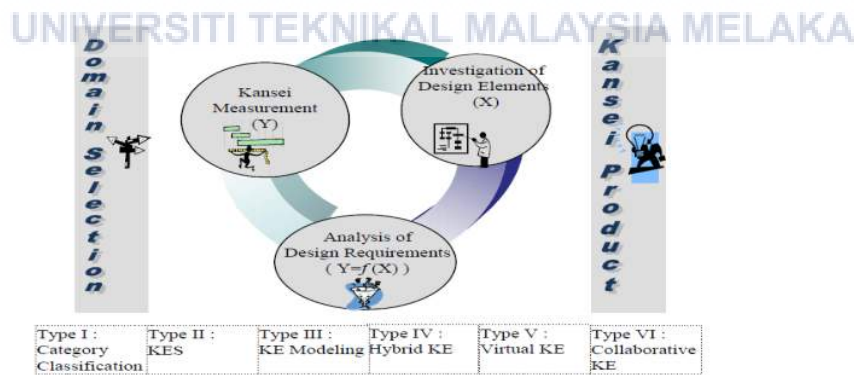 UNIVERSITI TEKNIKAL MALAYSIA MELAKA
Domain Selection
Kansei
Measurement
(Y)
Investigation of
Design Elements
(X)
Analysis of
Design Requirements
( Y=f(X) )
Kansei Product
Type I :
Category
Classification
Type II :
KES
Type III :
KE Modeling
Type IV :
Hybrid KE
Type V :
Virtual KE
Type VI :
Collaborative
KE